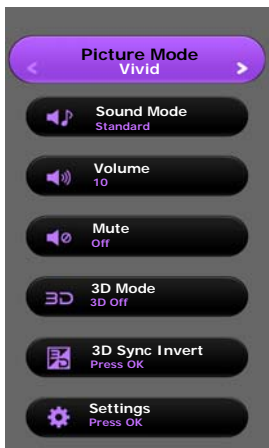 Picture Mode
Vivid
Sound Mode
Standard
Volume
10
Mute
Off
3D
3D Mode
3D Off
3D Sync Invert
Press OK
Settings
Press OK